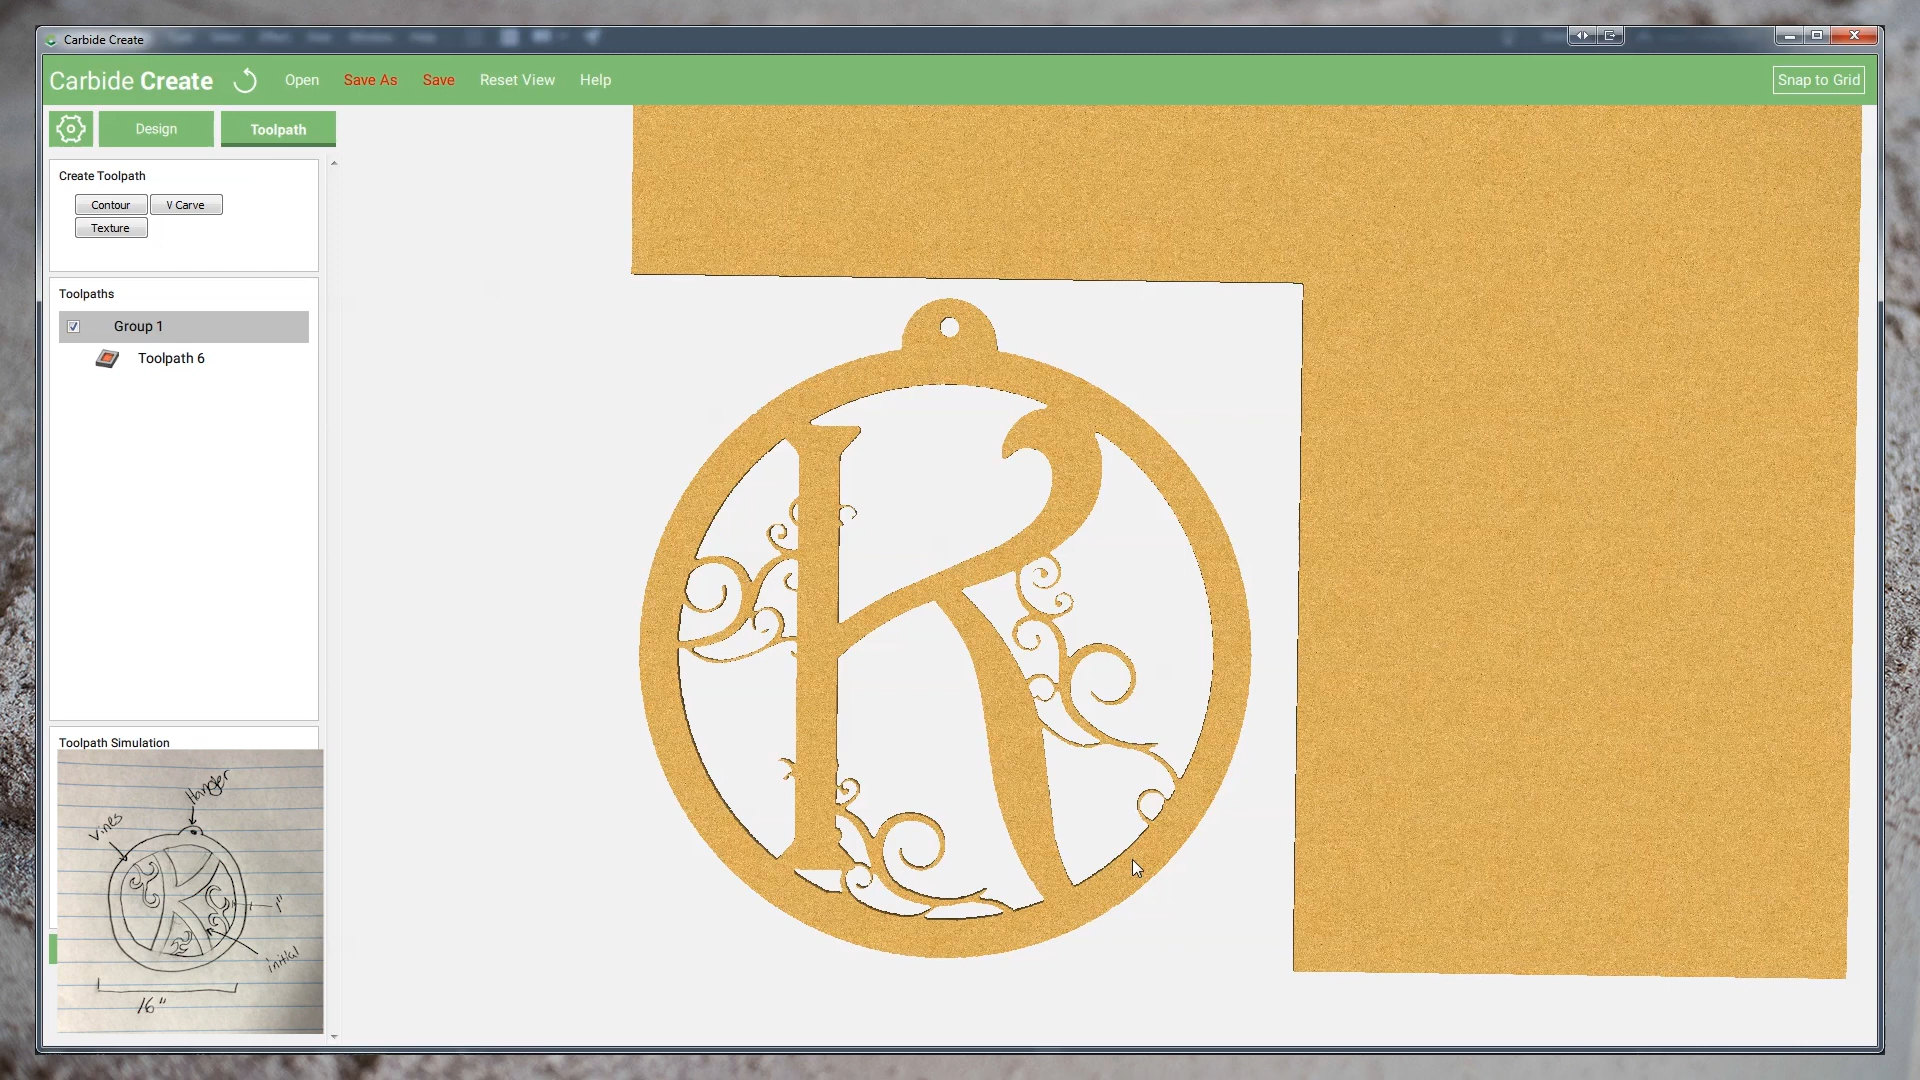 Carbide Create
Carbide Create
Open
Save As
Save
Reset View
Help
Snap to Grid
Design
Toolpath
Create Toolpath
Contour
V Carve
Texture
Toolpaths
Group 1
Toolpath 6
Toolpath Simulation
Hanger
Vines
1"
initial
16"
K